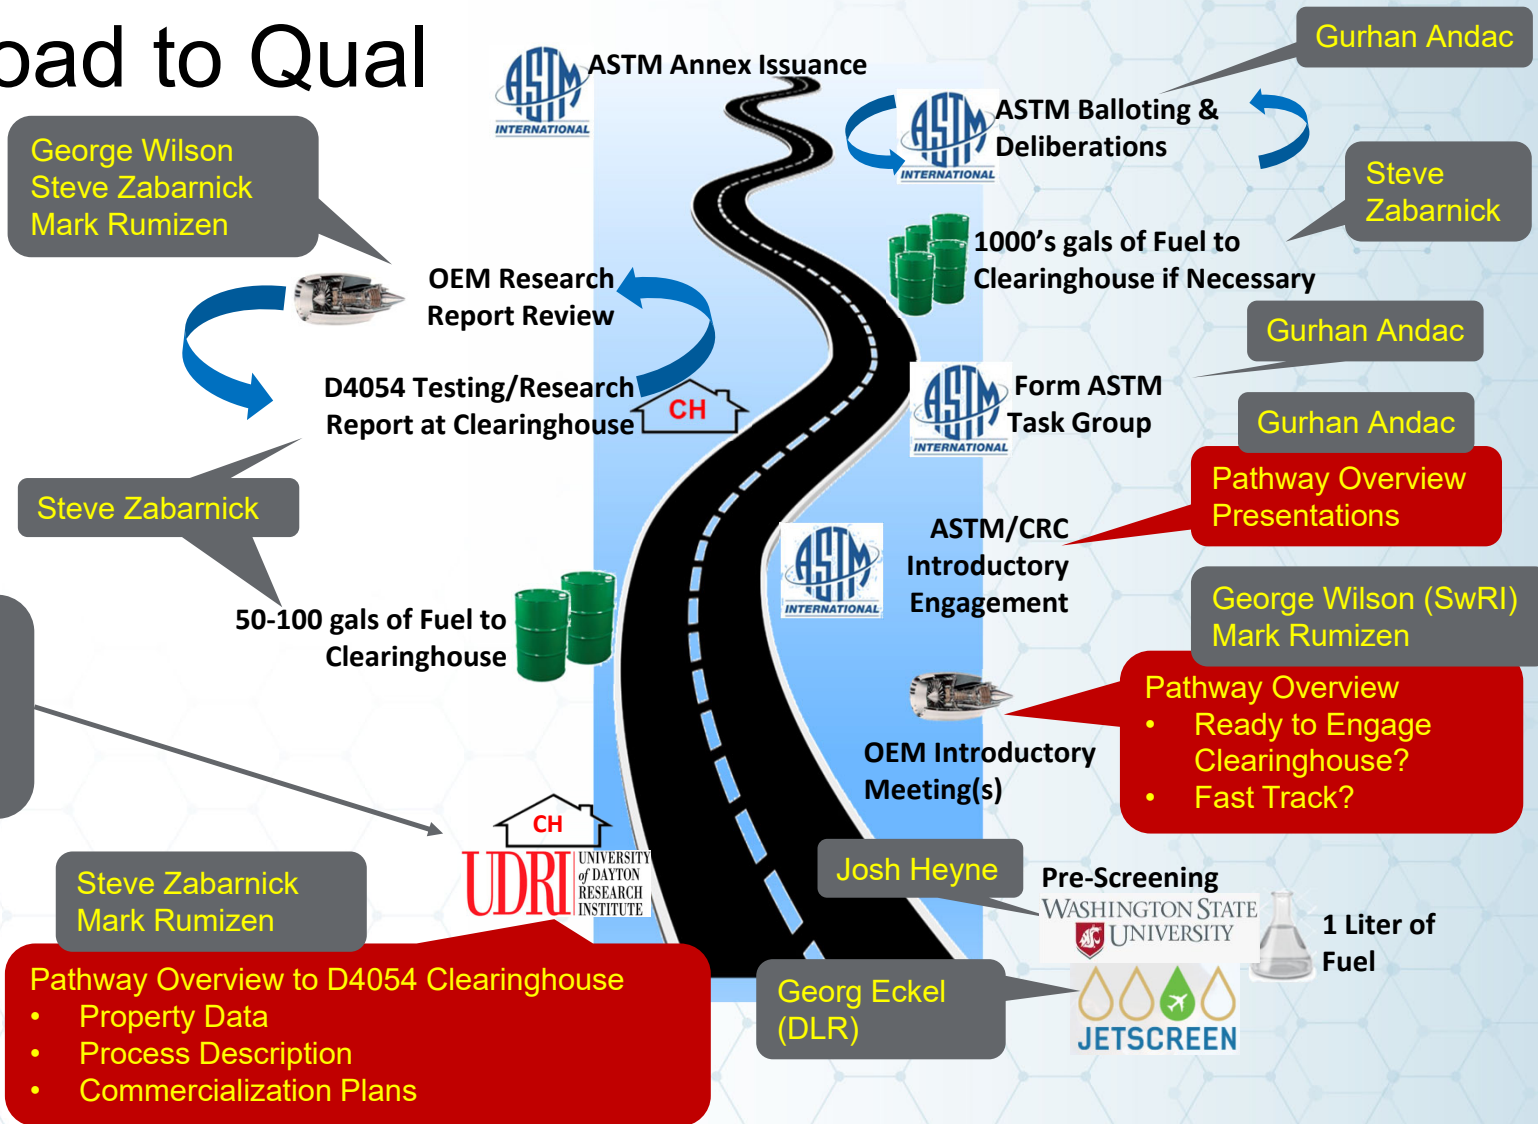 oad to Qual
ASTM
INTERNATIONAL
ASTM Annex Issuance
Gurhan Andac
ASTM
INTERNATIONAL
ASTM Balloting &
Deliberations
George Wilson
Steve Zabarnick
Mark Rumizen
Steve
Zabarnick
1000’s gals of Fuel to
Clearinghouse if Necessary
OEM Research
Report Review
Gurhan Andac
D4054 Testing/Research
Report at Clearinghouse
CH
ASTM
INTERNATIONAL
Form ASTM
Task Group
Gurhan Andac
Pathway Overview
Presentations
Steve Zabarnick
ASTM
INTERNATIONAL
ASTM/CRC
Introductory
Engagement
50-100 gals of Fuel to
Clearinghouse
George Wilson (SwRI)
Mark Rumizen
Pathway Overview
• Ready to Engage
Clearinghouse?
• Fast Track?
OEM Introductory
Meeting(s)
CH
UDRI
UNIVERSITY
of DAYTON
RESEARCH
INSTITUTE
Josh Heyne
Pre-Screening
WASHINGTON STATE
UNIVERSITY
1 Liter of
Fuel
Steve Zabarnick
Mark Rumizen
Pathway Overview to D4054 Clearinghouse
• Property Data
• Process Description
• Commercialization Plans
Georg Eckel
(DLR)
JETSCREEN